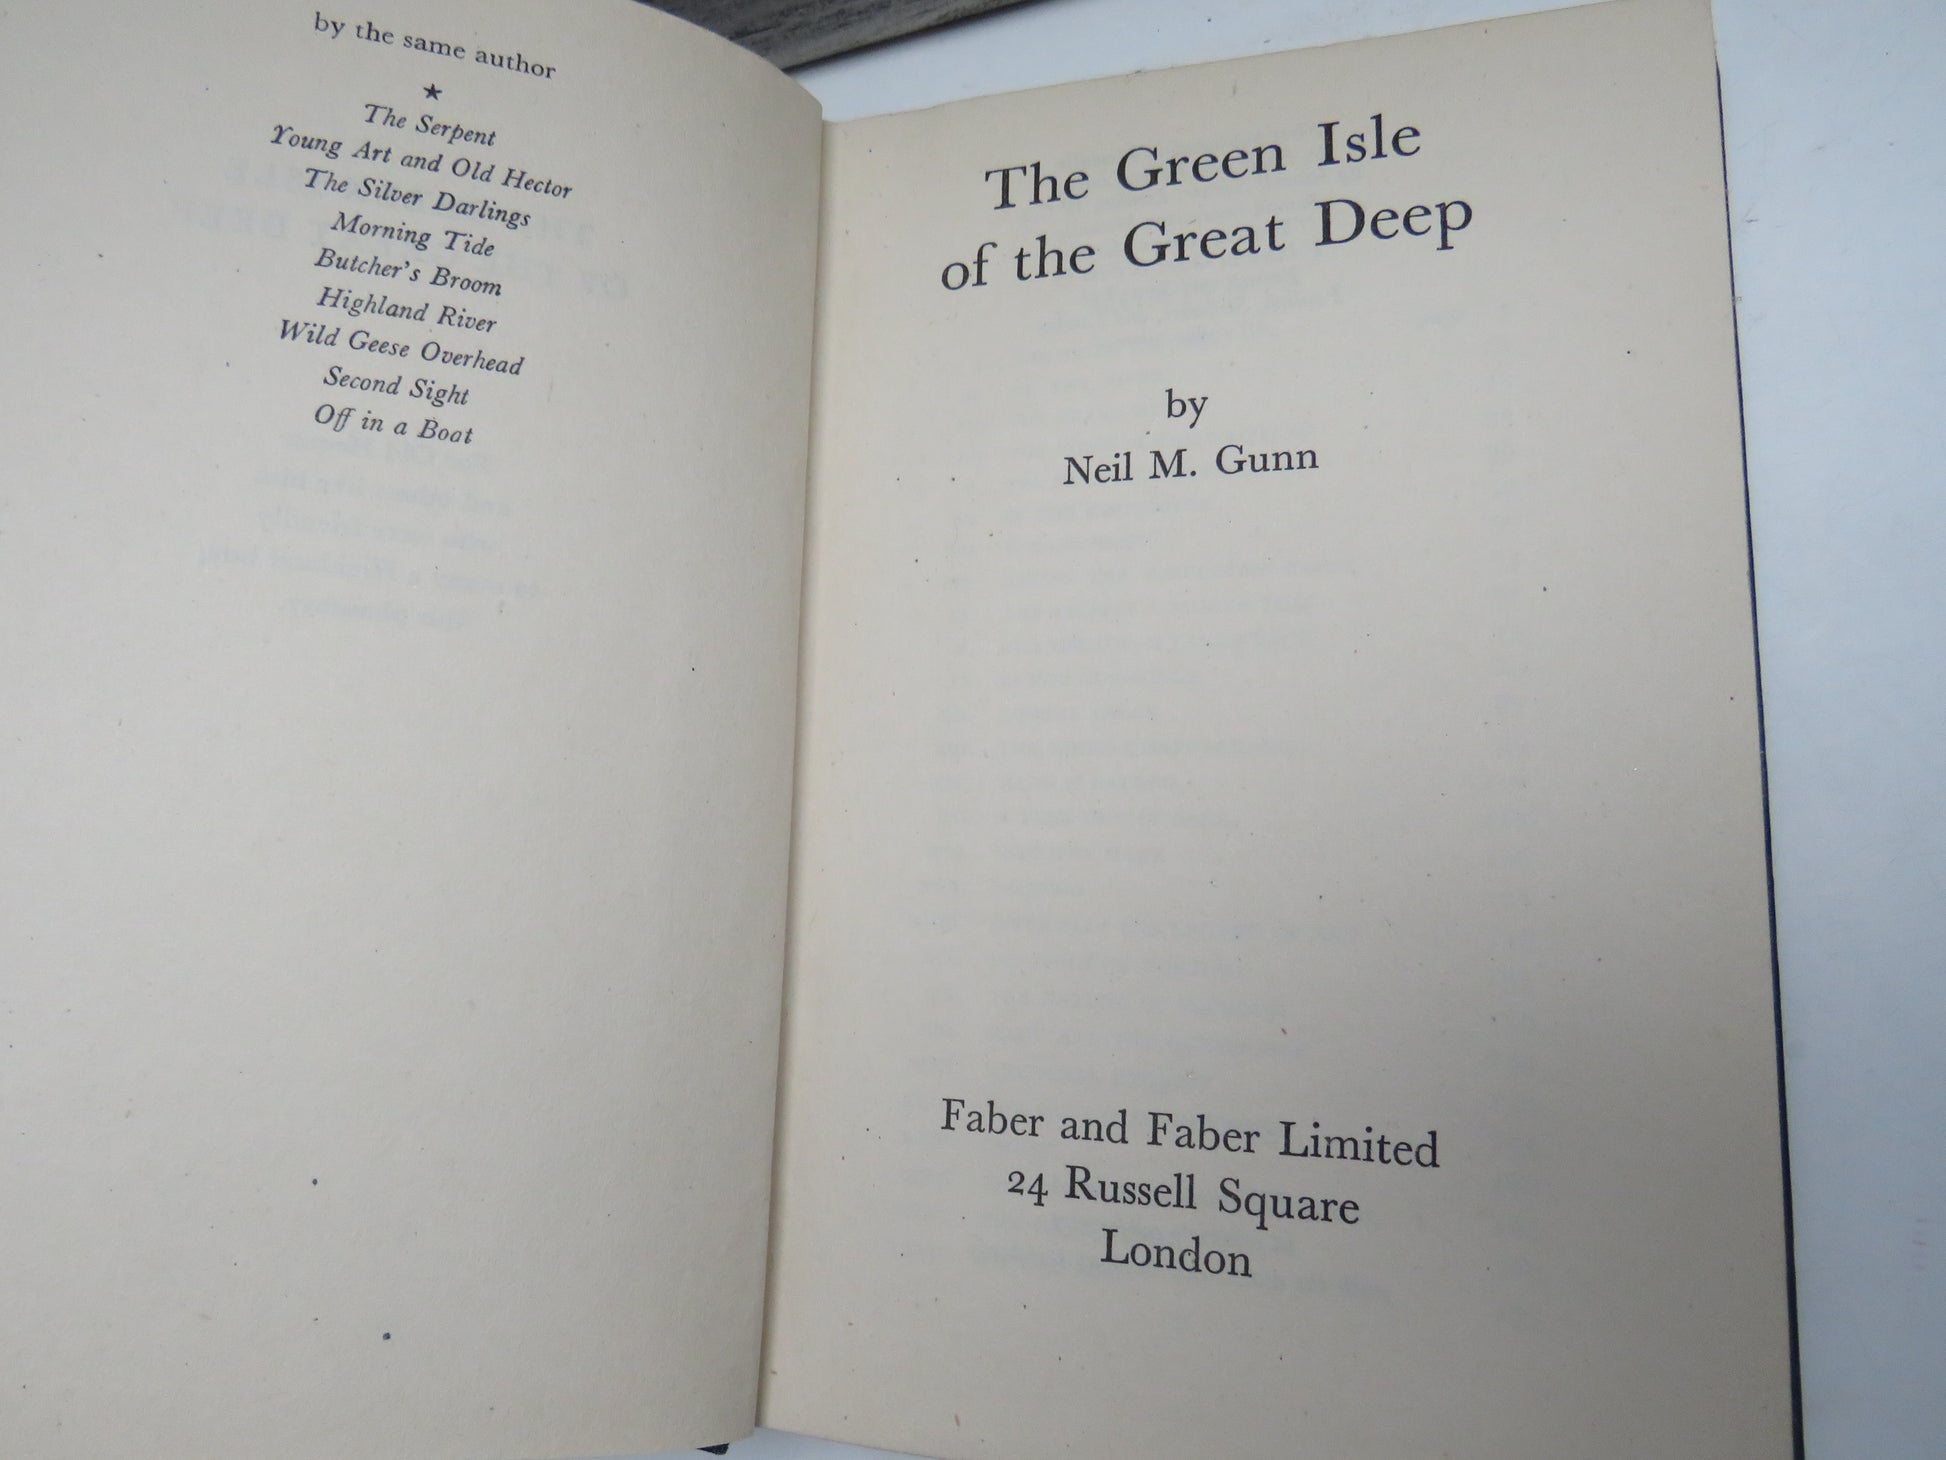 by the same author
★
The Serpent
Young Art and Old Hector
The Silver Darlings
Morning Tide
Butcher's Broom
Highland River
Wild Geese Overhead
Second Sight
Off in a Boat
The Green Isle
of the Great Deep
by
Neil M. Gunn
Faber and Faber Limited
24 Russell Square
London